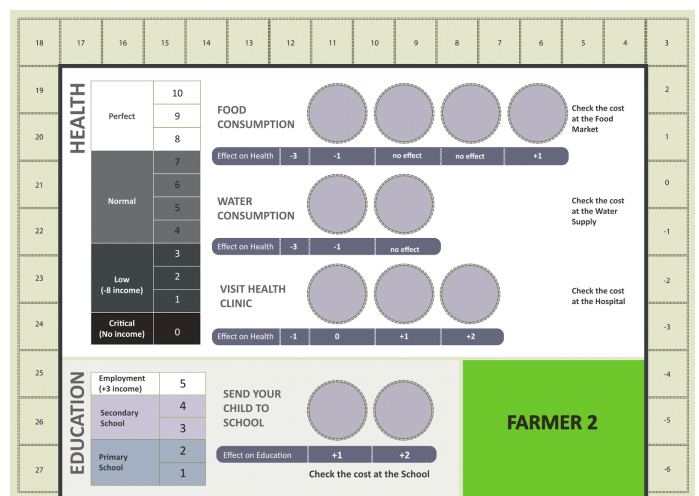 18 17 16 15 14 13 12 11 10 9 8 7 6 5 4 3
19
20
21
22
23
24
25
26
27
2
1
0
-1
-2
-3
-4
-5
-6
HEALTH
Perfect
10
9
8
Normal
7
6
5
4
Low
(-8 income)
3
2
1
Critical
(No income)
0
FOOD
CONSUMPTION
Check the cost
at the Food
Market
Effect on Health -3 -1 no effect no effect +1
WATER
CONSUMPTION
Check the cost
at the Water
Supply
Effect on Health -3 -1 no effect
VISIT HEALTH
CLINIC
Check the cost
at the Hospital
Effect on Health -1 0 +1 +2
EDUCATION
Employment
(+3 income)
5
Secondary
School
4
3
Primary
School
2
1
SEND YOUR
CHILD TO
SCHOOL
Effect on Education +1 +2
Check the cost at the School
FARMER 2